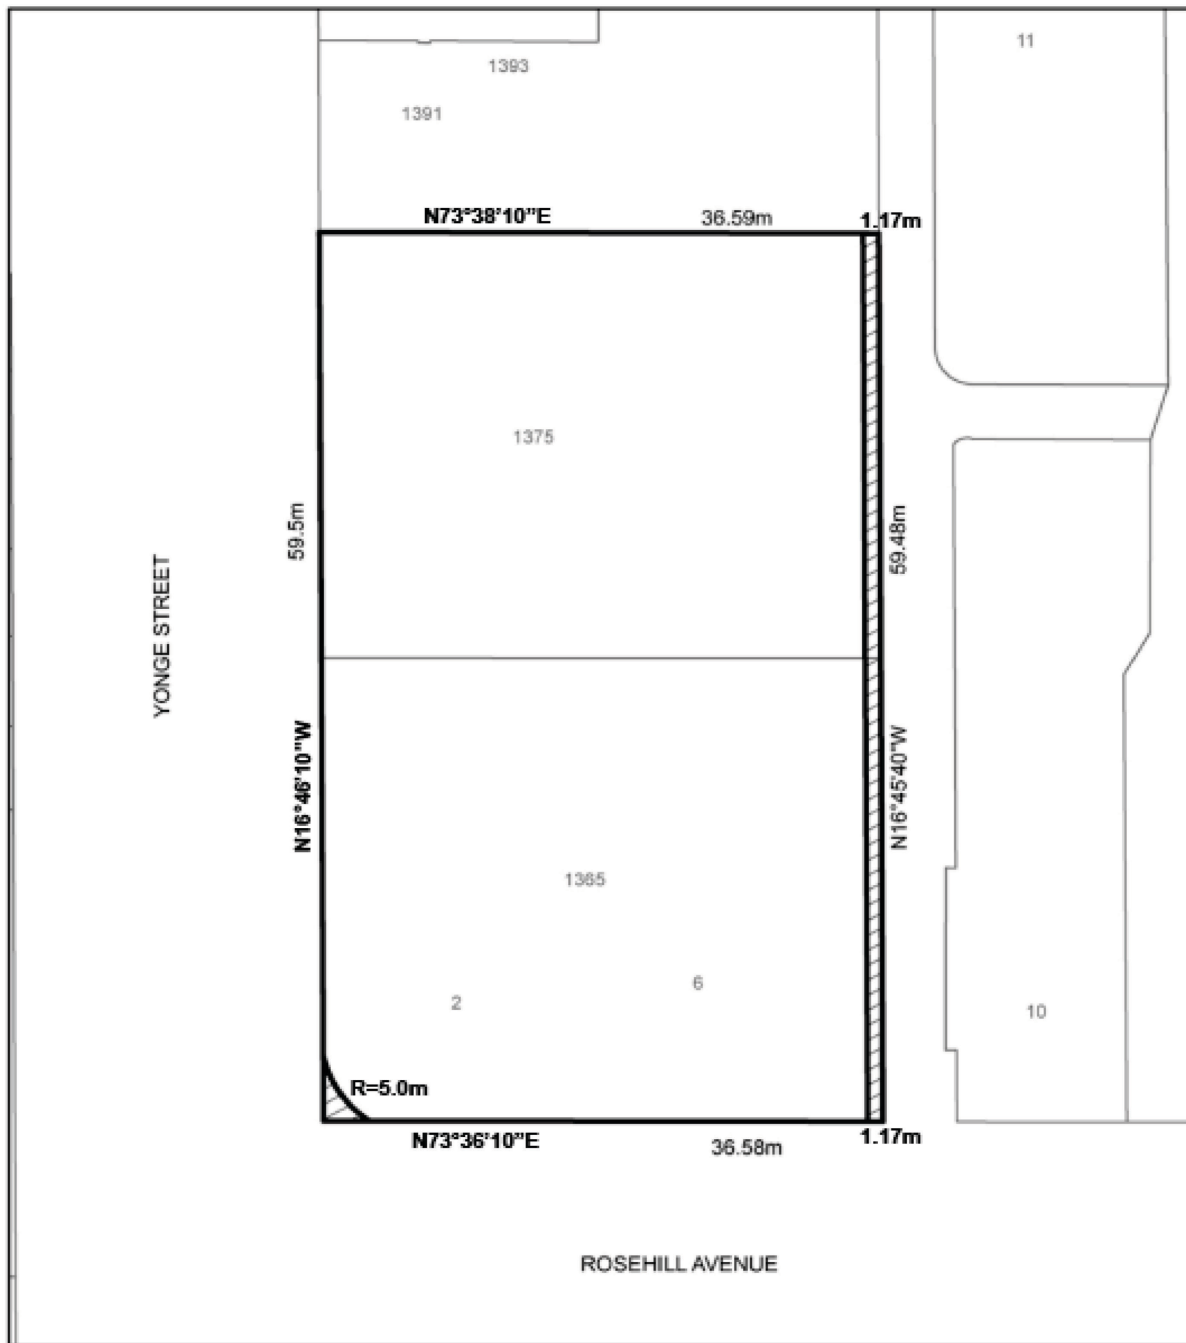 11
1393
1391
N73°38'10"E
36.59m
1.17m
1375
59.5m
59.48m
YONGE STREET
N16°46'10"W
N16°45'40"W
1365
6
2
10
R=5.0m
N73°36'10"E
36.58m
1.17m
ROSEHILL AVENUE